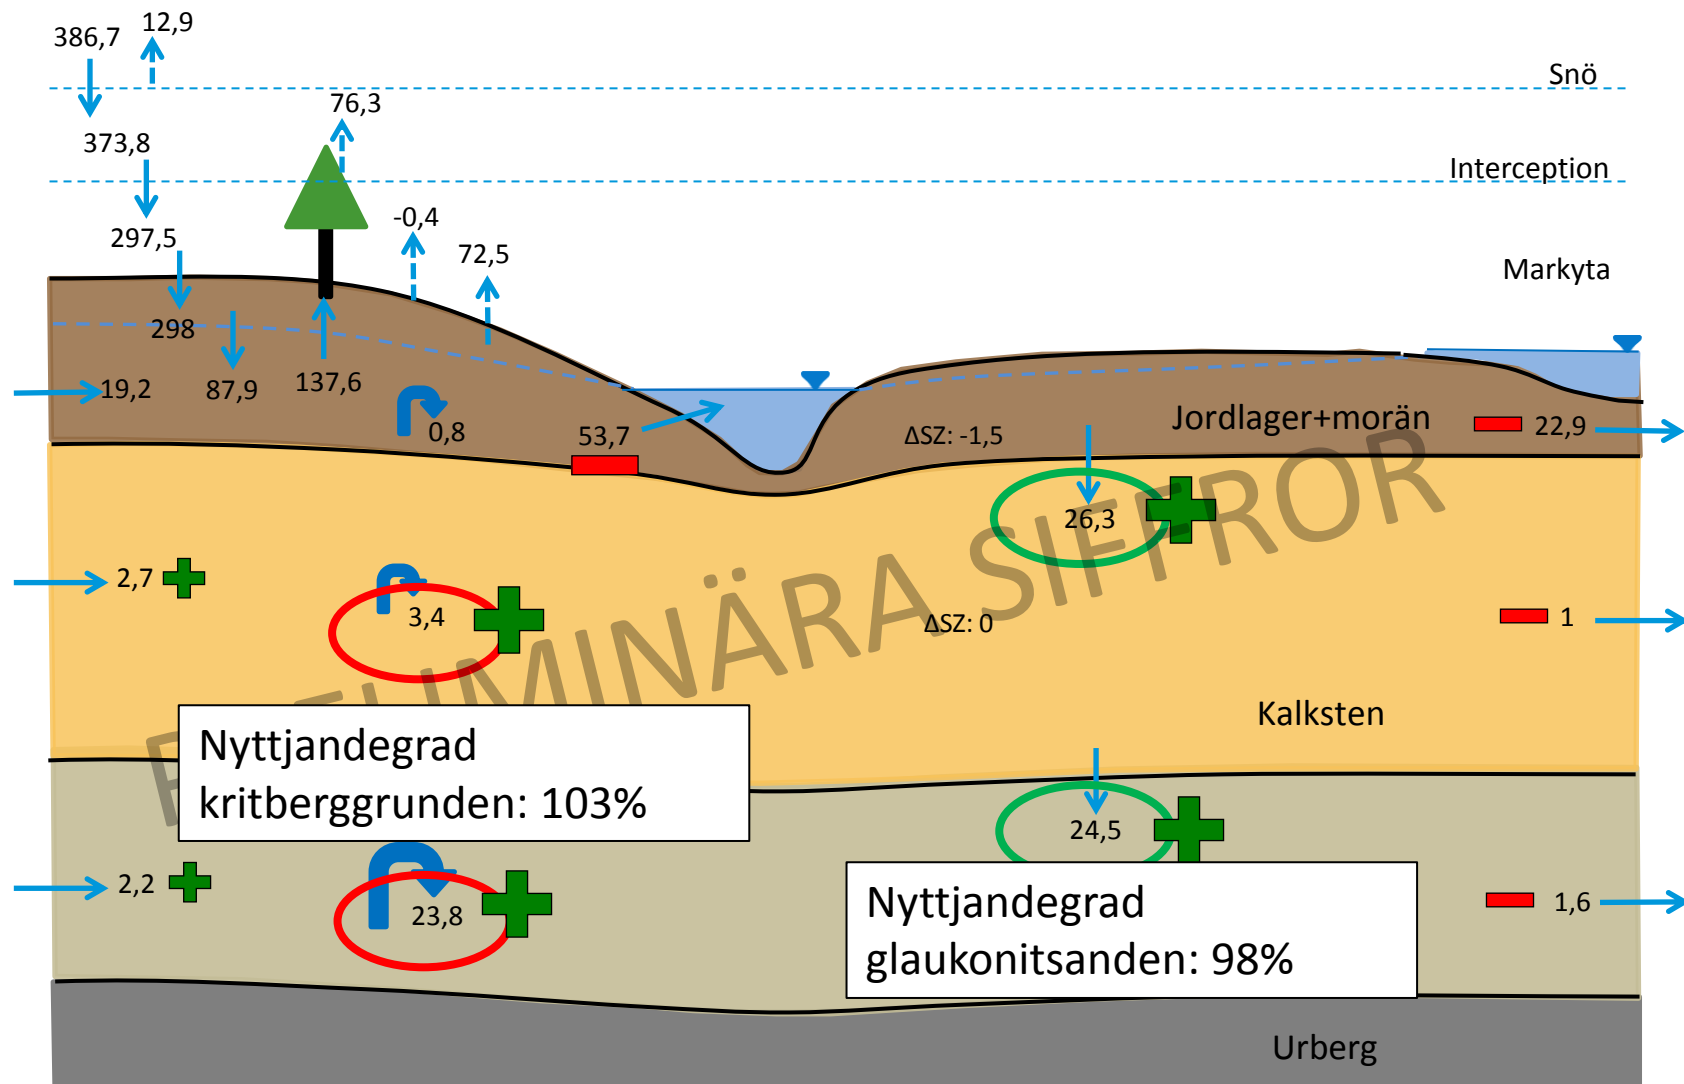 386,7
12,9
Snö
76,3
373,8
Interception
-0,4
297,5
72,5
Markyta
298
19,2
87,9
137,6
0,8
53,7
ΔSZ: -1,5
Jordlager+morän
22,9
26,3
2,7
3,4
ΔSZ: 0
1
SIFFROR
Kalksten
Nyttjandegrad
kritberggrunden: 103%
24,5
2,2
23,8
Nyttjandegrad
glaukonitsanden: 98%
1,6
Urberg